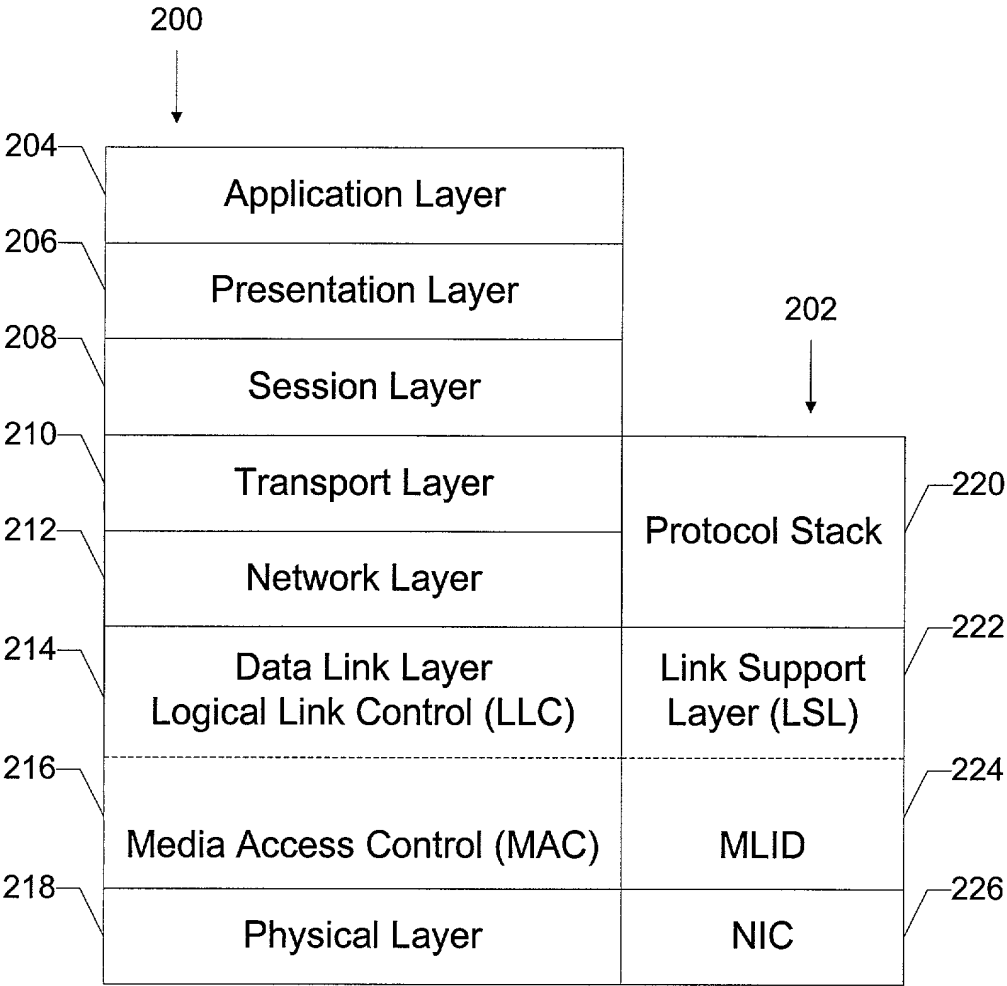 200
204
Application Layer
206
Presentation Layer
202
208
Session Layer
210
Transport Layer
220
Protocol Stack
212
Network Layer
214
Data Link Layer
Logical Link Control (LLC)
222
Link Support
Layer (LSL)
216
Media Access Control (MAC)
224
MLID
218
Physical Layer
226
NIC